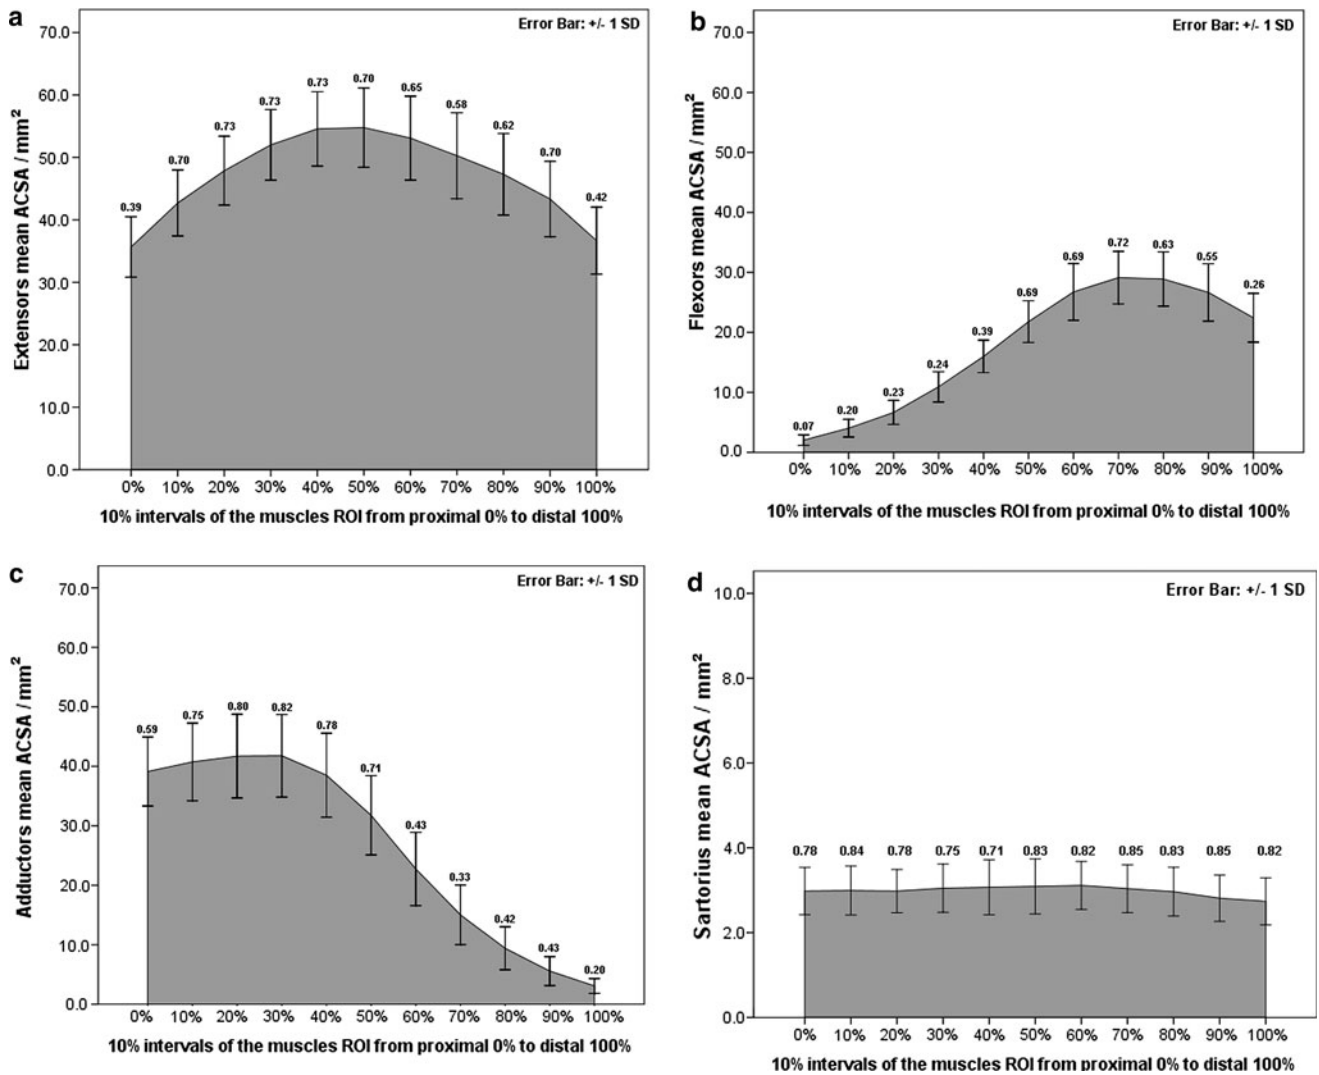 a
Error Bar: +/- 1 SD
Extensors mean ACSA / mm²
70.0
60.0
50.0
40.0
30.0
20.0
10.0
0.0
0.39 0.70 0.73 0.73 0.73 0.70 0.65 0.58 0.62 0.70 0.42
0% 10% 20% 30% 40% 50% 60% 70% 80% 90% 100%
10% intervals of the muscles ROI from proximal 0% to distal 100%
b
Error Bar: +/- 1 SD
Flexors mean ACSA / mm²
70.0
60.0
50.0
40.0
30.0
20.0
10.0
0.0
0.07 0.20 0.23 0.24 0.39 0.69 0.69 0.72 0.63 0.55 0.26
0% 10% 20% 30% 40% 50% 60% 70% 80% 90% 100%
10% intervals of the muscles ROI from proximal 0% to distal 100%
c
Error Bar: +/- 1 SD
Adductors mean ACSA / mm²
70.0
60.0
50.0
40.0
30.0
20.0
10.0
0.0
0.59 0.75 0.80 0.82 0.78 0.71 0.43 0.33 0.42 0.43 0.20
0% 10% 20% 30% 40% 50% 60% 70% 80% 90% 100%
10% intervals of the muscles ROI from proximal 0% to distal 100%
d
Error Bar: +/- 1 SD
Sartorius mean ACSA / mm²
10.0
8.0
6.0
4.0
2.0
0.0
0.78 0.84 0.78 0.75 0.71 0.83 0.82 0.85 0.83 0.85 0.82
0% 10% 20% 30% 40% 50% 60% 70% 80% 90% 100%
10% intervals of the muscles ROI from proximal 0% to distal 100%